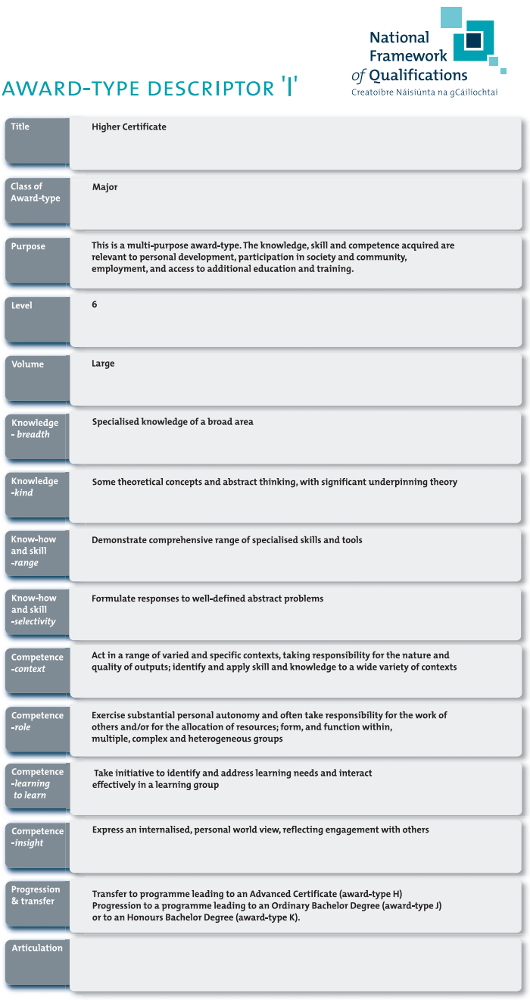 National
Framework
of Qualifications
Creatoibre Náisiúnta na gCáilíochtaí
AWARD-TYPE DESCRIPTOR 'I'
Title
Higher Certificate
Class of
Award-type
Major
Purpose
This is a multi-purpose award-type. The knowledge, skill and competence acquired are
relevant to personal development, participation in society and community,
employment, and access to additional education and training.
Level
6
Volume
Large
Knowledge
- breadth
Specialised knowledge of a broad area
Knowledge
-kind
Some theoretical concepts and abstract thinking, with significant underpinning theory
Know-how
and skill
-range
Demonstrate comprehensive range of specialised skills and tools
Know-how
and skill
-selectivity
Formulate responses to well-defined abstract problems
Competence
-context
Act in a range of varied and specific contexts, taking responsibility for the nature and
quality of outputs; identify and apply skill and knowledge to a wide variety of contexts
Competence
-role
Exercise substantial personal autonomy and often take responsibility for the work of
others and/or for the allocation of resources; form, and function within,
multiple, complex and heterogeneous groups
Competence
-learning
to learn
Take initiative to identify and address learning needs and interact
effectively in a learning group
Competence
-insight
Express an internalised, personal world view, reflecting engagement with others
Progression
& transfer
Transfer to programme leading to an Advanced Certificate (award-type H)
Progression to a programme leading to an Ordinary Bachelor Degree (award-type J)
or to an Honours Bachelor Degree (award-type K).
Articulation